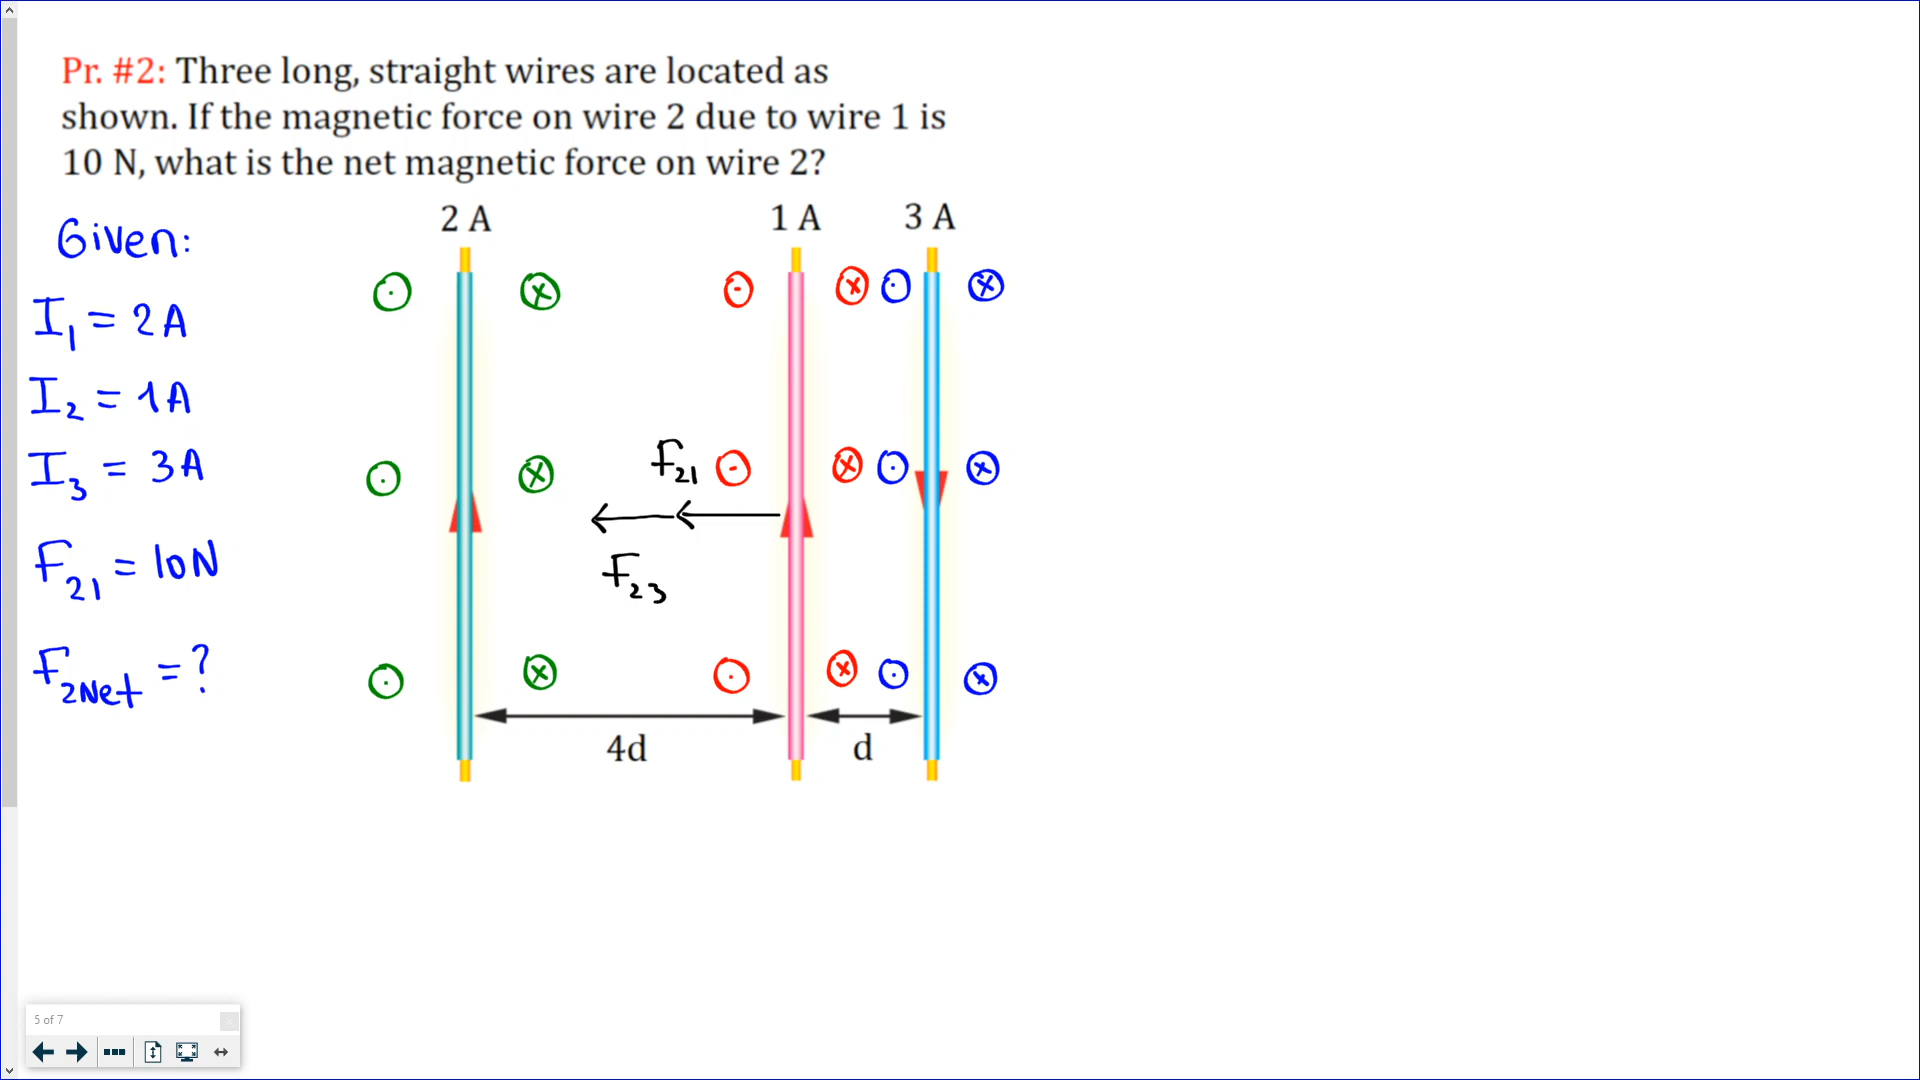 Pr. #2: Three long, straight wires are located as
shown. If the magnetic force on wire 2 due to wire 1 is
10 N, what is the net magnetic force on wire 2?
2 A 1 A 3 A
Given:
I₁ = 2A
I₂ = 1A
I₃ = 3A
F₂₁
F₂₃
F₂₁ = 10N
F₂Net = ?
4d d
5 of 7